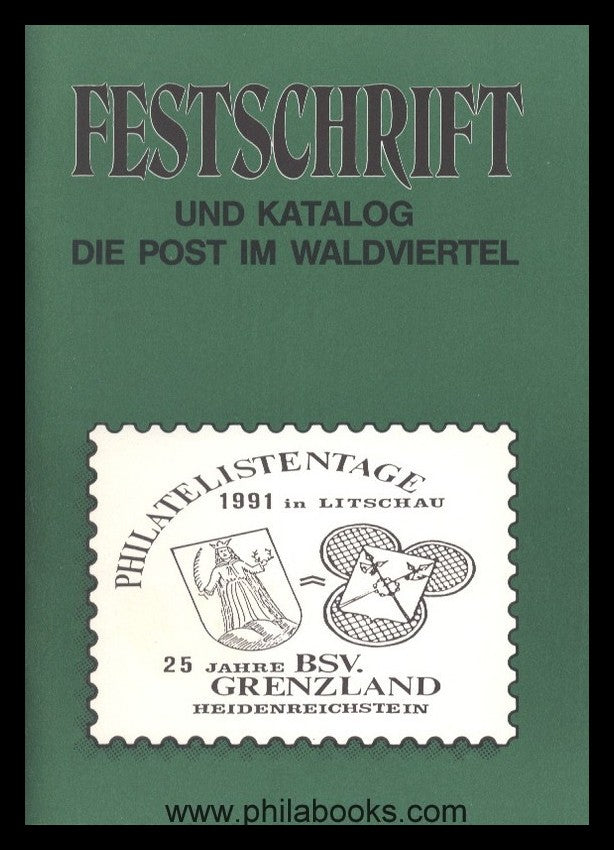 FESTSCHRIFT
UND KATALOG
DIE POST IM WALDVIERTEL
PHILATELISTENTAGE
1991 in LITSCHAU
25 JAHRE BSV.
GRENZLAND
HEIDENREICHSTEIN
www.philabooks.com